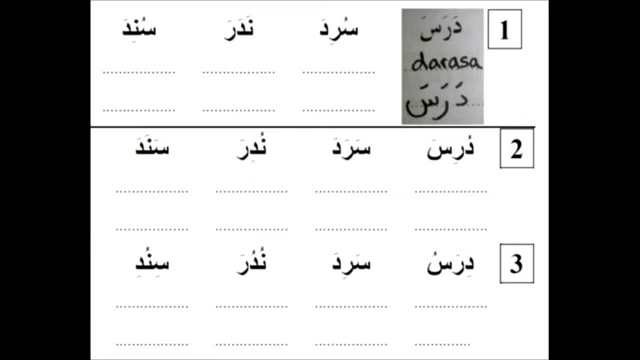 1 دَرَسَ سُرِدَ نَدَرَ سُنِدَ
darasa
دَرَسَ
2 دُرِسَ سَرَدَ نُدِرَ سَنَدَ
3 دِرَسُ سَرِدَ نُدُرَ سِنُدِ